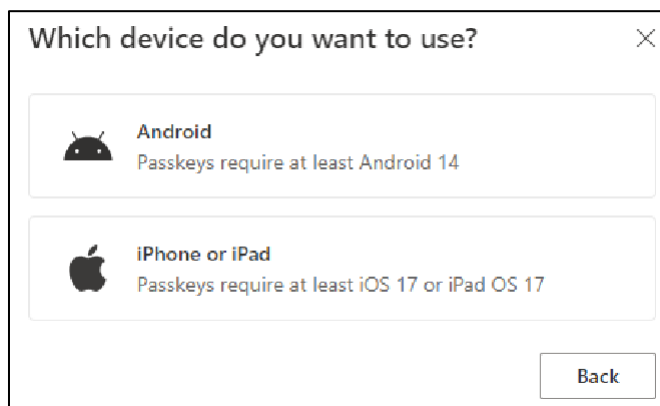 Which device do you want to use?
Android
Passkeys require at least Android 14
iPhone or iPad
Passkeys require at least iOS 17 or iPad OS 17
Back